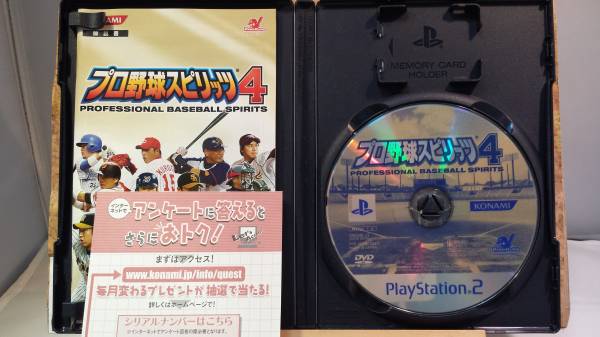 KONAMI
プロ野球スピリッツ4
PROFESSIONAL BASEBALL SPIRITS
インターネットで
アンケートに答えると
さらにおトク!
まずはアクセス!
www.konami.jp/info/quest
毎月変わるプレゼントが抽選で当たる!
詳しくはホームページで!
シリアルナンバーはこちら
MEMORY CARD
HOLDER
プロ野球スピリッツ4
PROFESSIONAL BASEBALL SPIRITS
KONAMI
DVD
PlayStation 2